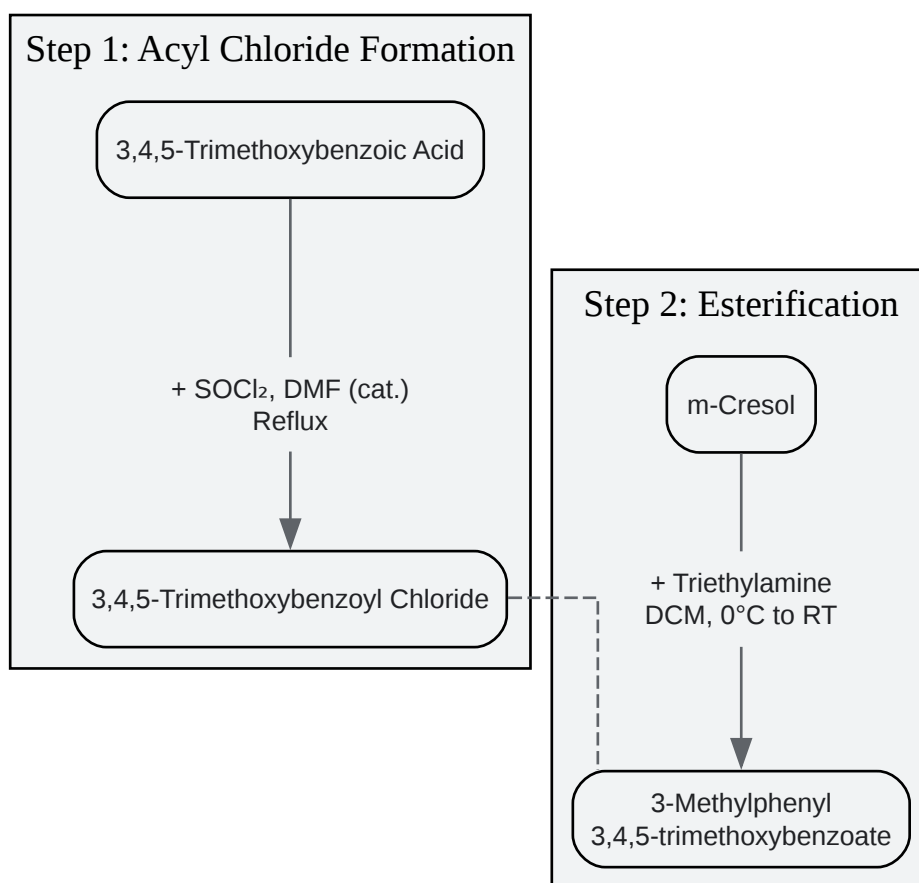 Step 1: Acyl Chloride Formation
3,4,5-Trimethoxybenzoic Acid
+ SOCl₂, DMF (cat.)
Reflux
3,4,5-Trimethoxybenzoyl Chloride
Step 2: Esterification
m-Cresol
+ Triethylamine
DCM, 0°C to RT
3-Methylphenyl
3,4,5-trimethoxybenzoate